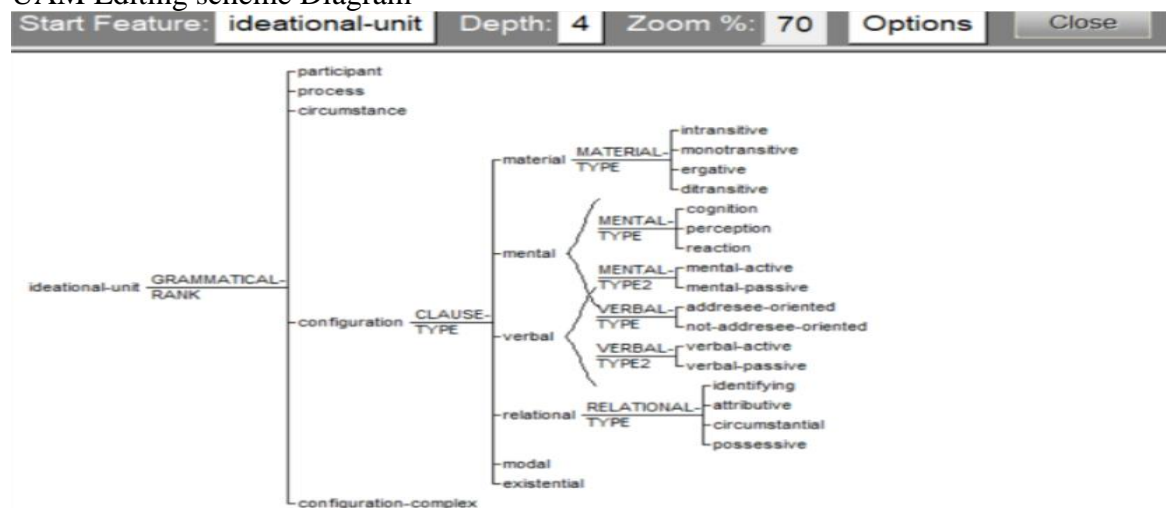 UAM Editing scheme Diagram
Start Feature: ideational-unit Depth: 4 Zoom %: 70 Options Close
participant
process
circumstance
intransitive
material MATERIAL-TYPE monotransitive
ergative
ditransitive
cognition
MENTAL-TYPE perception
reaction
mental
MENTAL-TYPE2 mental-active
mental-passive
ideational-unit GRAMMATICAL-RANK
VERBAL-TYPE addresee-oriented
configuration CLAUSE-TYPE
not-addresee-oriented
verbal
VERBAL-TYPE2 verbal-active
verbal-passive
identifying
relational RELATIONAL-TYPE attributive
circumstantial
possessive
modal
existential
configuration-complex